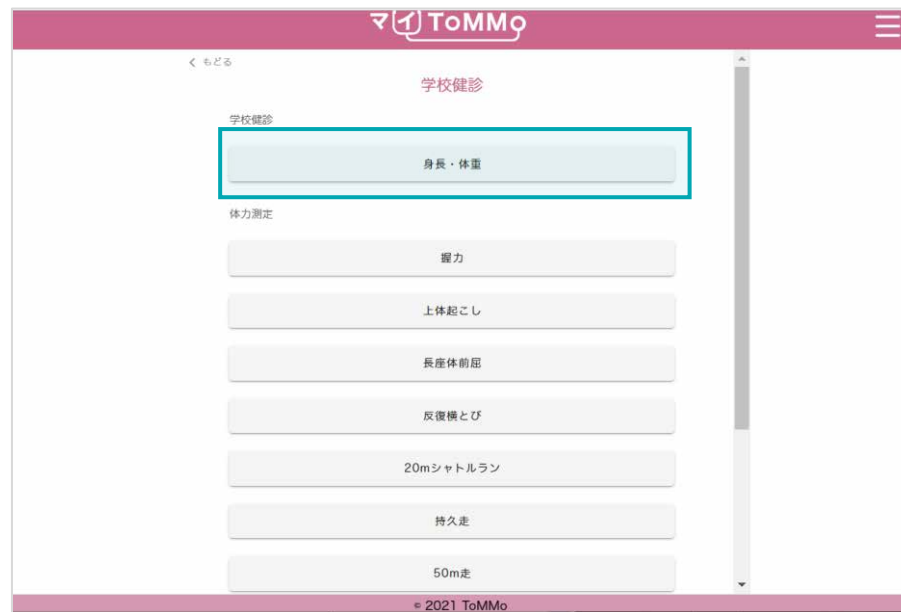 マイToMMo
く もどる
学校健診
学校健診
身長・体重
体力測定
握力
上体起こし
長座体前屈
反復横とび
20mシャトルラン
持久走
50m走
© 2021 ToMMo